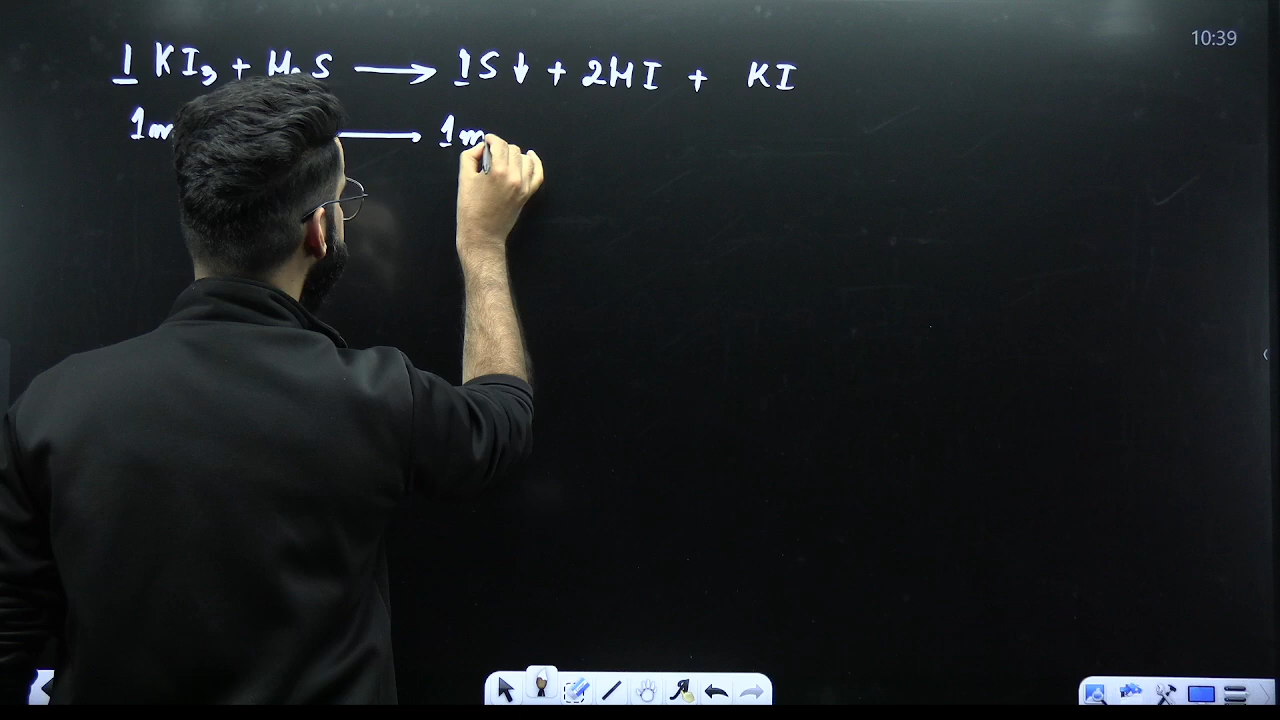 10:39
1 KI₃ + H₂S ⟶ 1S ↓ + 2HI + KI
1m ⟶ 1m